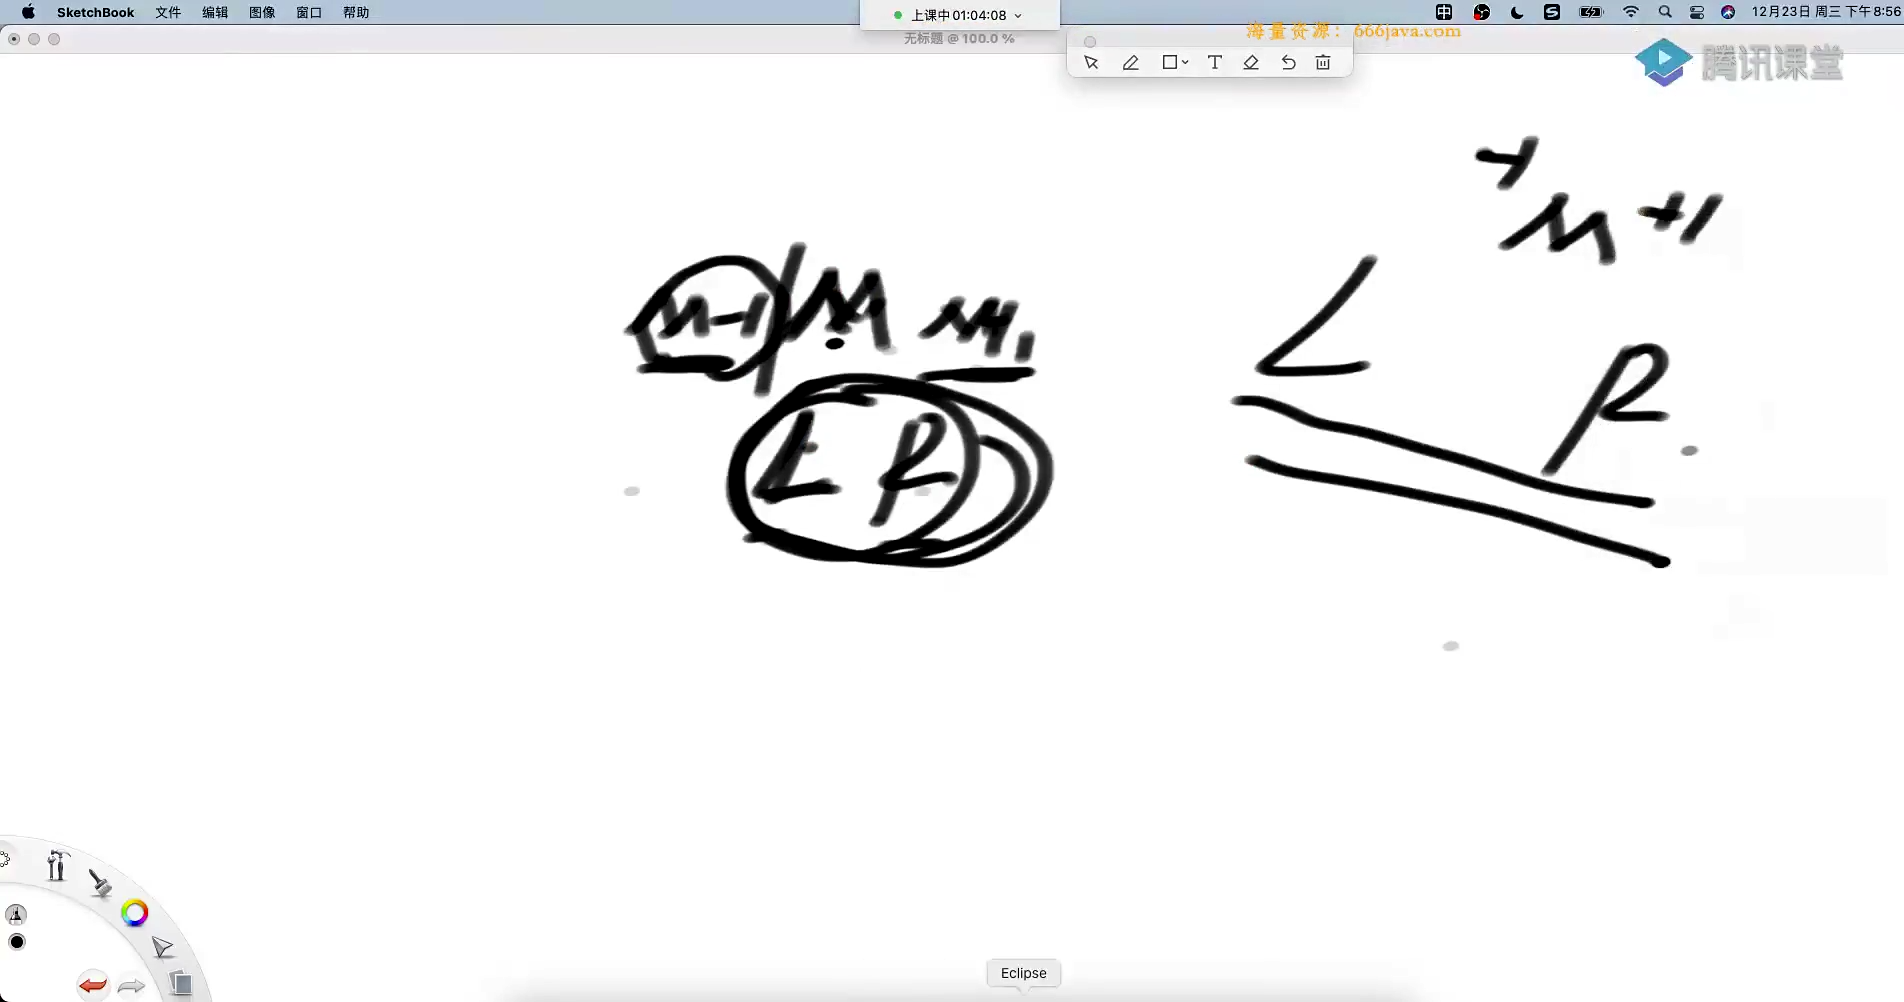 SketchBook 文件 编辑 图像 窗口 帮助
上课中 01:04:08
12月23日 周三 下午8:56
无标题 @ 100.0 %
海量资源：666java.com
腾讯课堂
T
-1
M +1
M-1 M M+1
L
R
L R
Eclipse